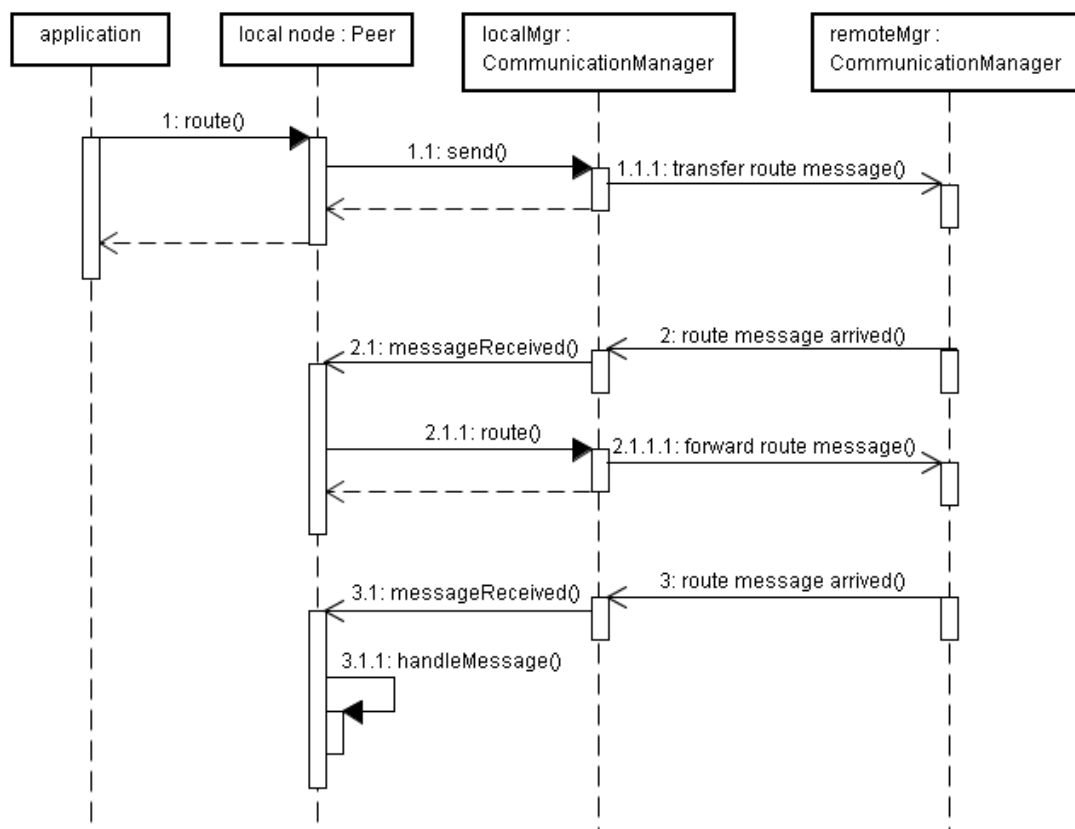 application
local node : Peer
localMgr :
CommunicationManager
remoteMgr :
CommunicationManager
1: route()
1.1: send()
1.1.1: transfer route message()
2: route message arrived()
2.1: messageReceived()
2.1.1: route()
2.1.1.1: forward route message()
3: route message arrived()
3.1: messageReceived()
3.1.1: handleMessage()